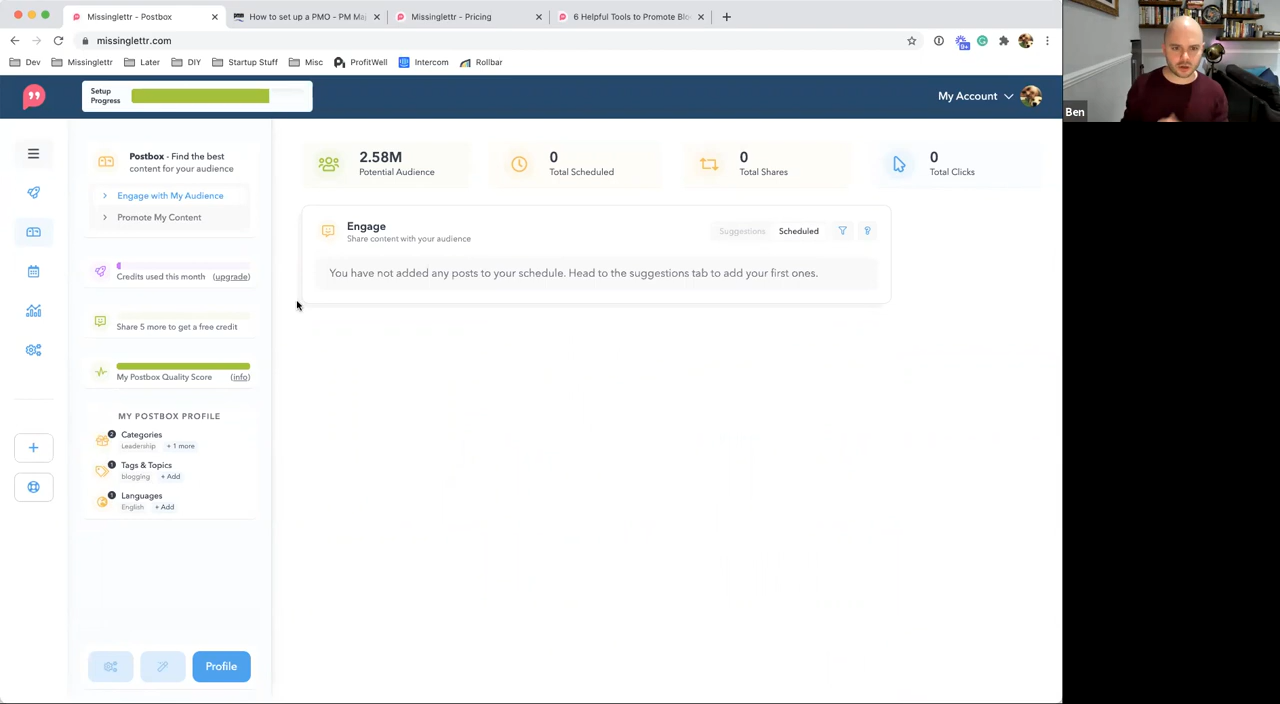 Missinglettr - Postbox
How to set up a PMO - PM Ma
Missinglettr - Pricing
6 Helpful Tools to Promote Blo
missinglettr.com
9+
Dev
Missinglettr
Later
DIY
Startup Stuff
Misc
ProfitWell
Intercom
Rollbar
Setup
Progress
My Account
Ben
Postbox - Find the best
content for your audience
Engage with My Audience
Promote My Content
Credits used this month (upgrade)
Share 5 more to get a free credit
My Postbox Quality Score (info)
MY POSTBOX PROFILE
2
Categories
Leadership + 1 more
1
Tags & Topics
blogging + Add
1
Languages
English + Add
Profile
2.58M
Potential Audience
0
Total Scheduled
0
Total Shares
0
Total Clicks
Engage
Share content with your audience
Suggestions
Scheduled
You have not added any posts to your schedule. Head to the suggestions tab to add your first ones.